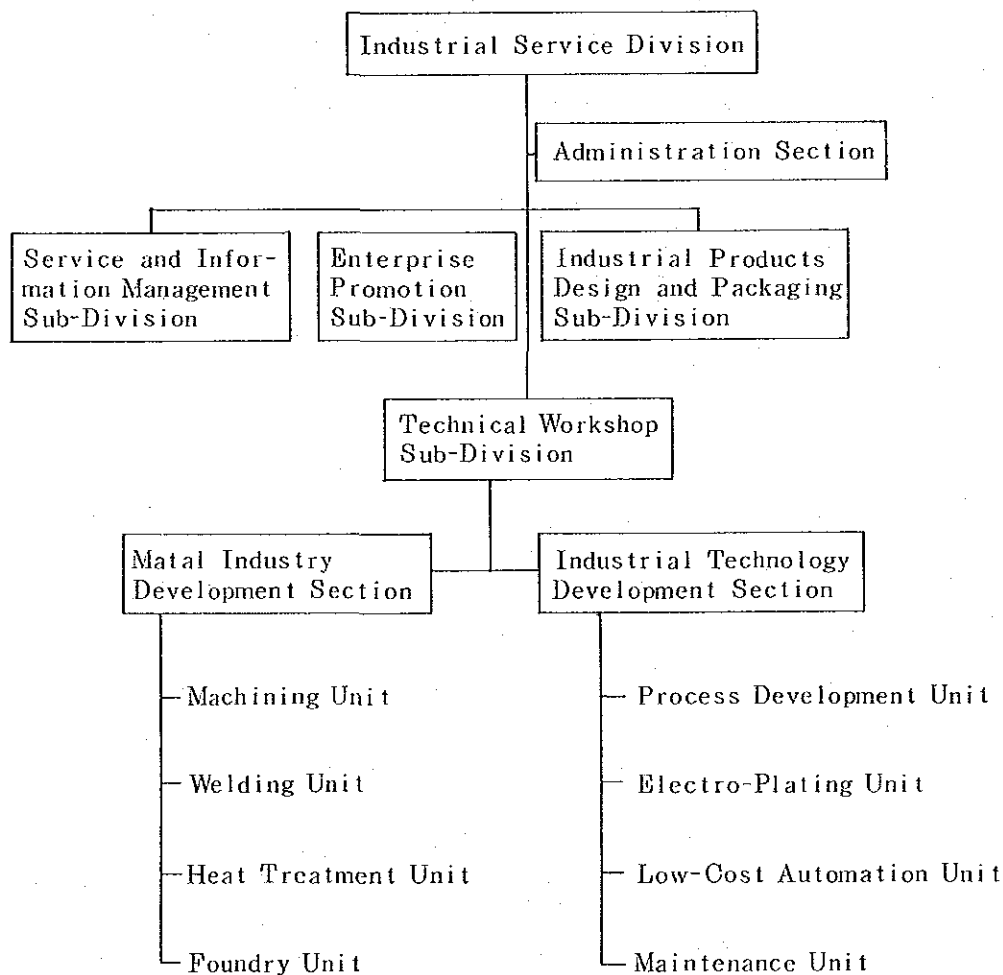 Industrial Service Division
Administration Section
Service and Infor-
mation Management
Sub-Division
Enterprise
Promotion
Sub-Division
Industrial Products
Design and Packaging
Sub-Division
Technical Workshop
Sub-Division
Matal Industry
Development Section
Industrial Technology
Development Section
Machining Unit
Welding Unit
Heat Treatment Unit
Foundry Unit
Process Development Unit
Electro-Plating Unit
Low-Cost Automation Unit
Maintenance Unit